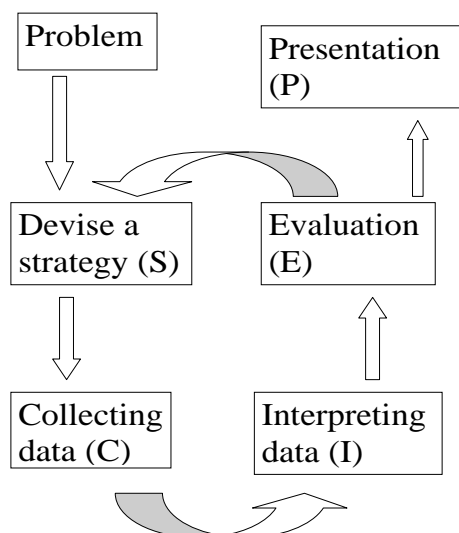 Problem
Presentation
(P)
Devise a
strategy (S)
Evaluation
(E)
Collecting
data (C)
Interpreting
data (I)